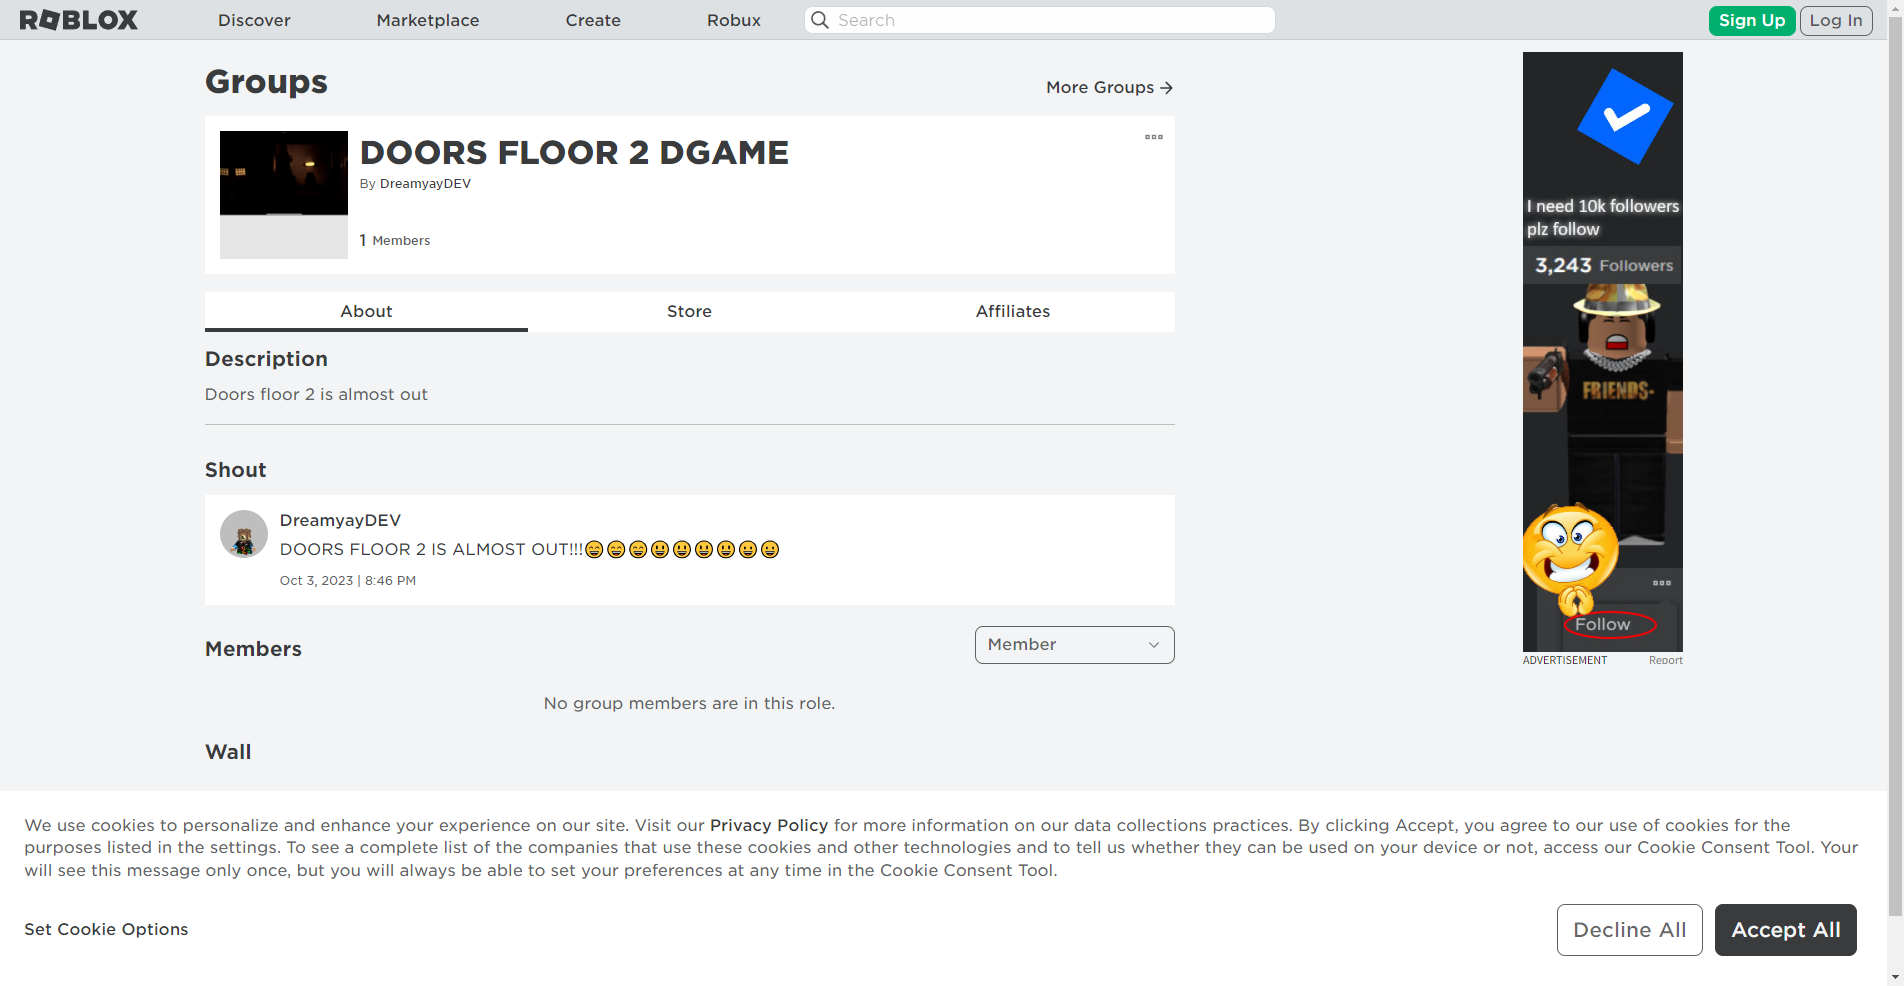 ROBLOX
Discover
Marketplace
Create
Robux
Search
Sign Up
Log In
Groups
More Groups
DOORS FLOOR 2 DGAME
By DreamyayDEV
1 Members
About
Store
Affiliates
Description
Doors floor 2 is almost out
Shout
DreamyayDEV
DOORS FLOOR 2 IS ALMOST OUT!!!😄😄😄😃😃😃😃😀😀
Oct 3, 2023 | 8:46 PM
Members
Member
No group members are in this role.
Wall
I need 10k followers
plz follow
3,243 Followers
FRIENDS-
Follow
ADVERTISEMENT
Report
We use cookies to personalize and enhance your experience on our site. Visit our Privacy Policy for more information on our data collections practices. By clicking Accept, you agree to our use of cookies for the
purposes listed in the settings. To see a complete list of the companies that use these cookies and other technologies and to tell us whether they can be used on your device or not, access our Cookie Consent Tool. Your
will see this message only once, but you will always be able to set your preferences at any time in the Cookie Consent Tool.
Set Cookie Options
Decline All
Accept All